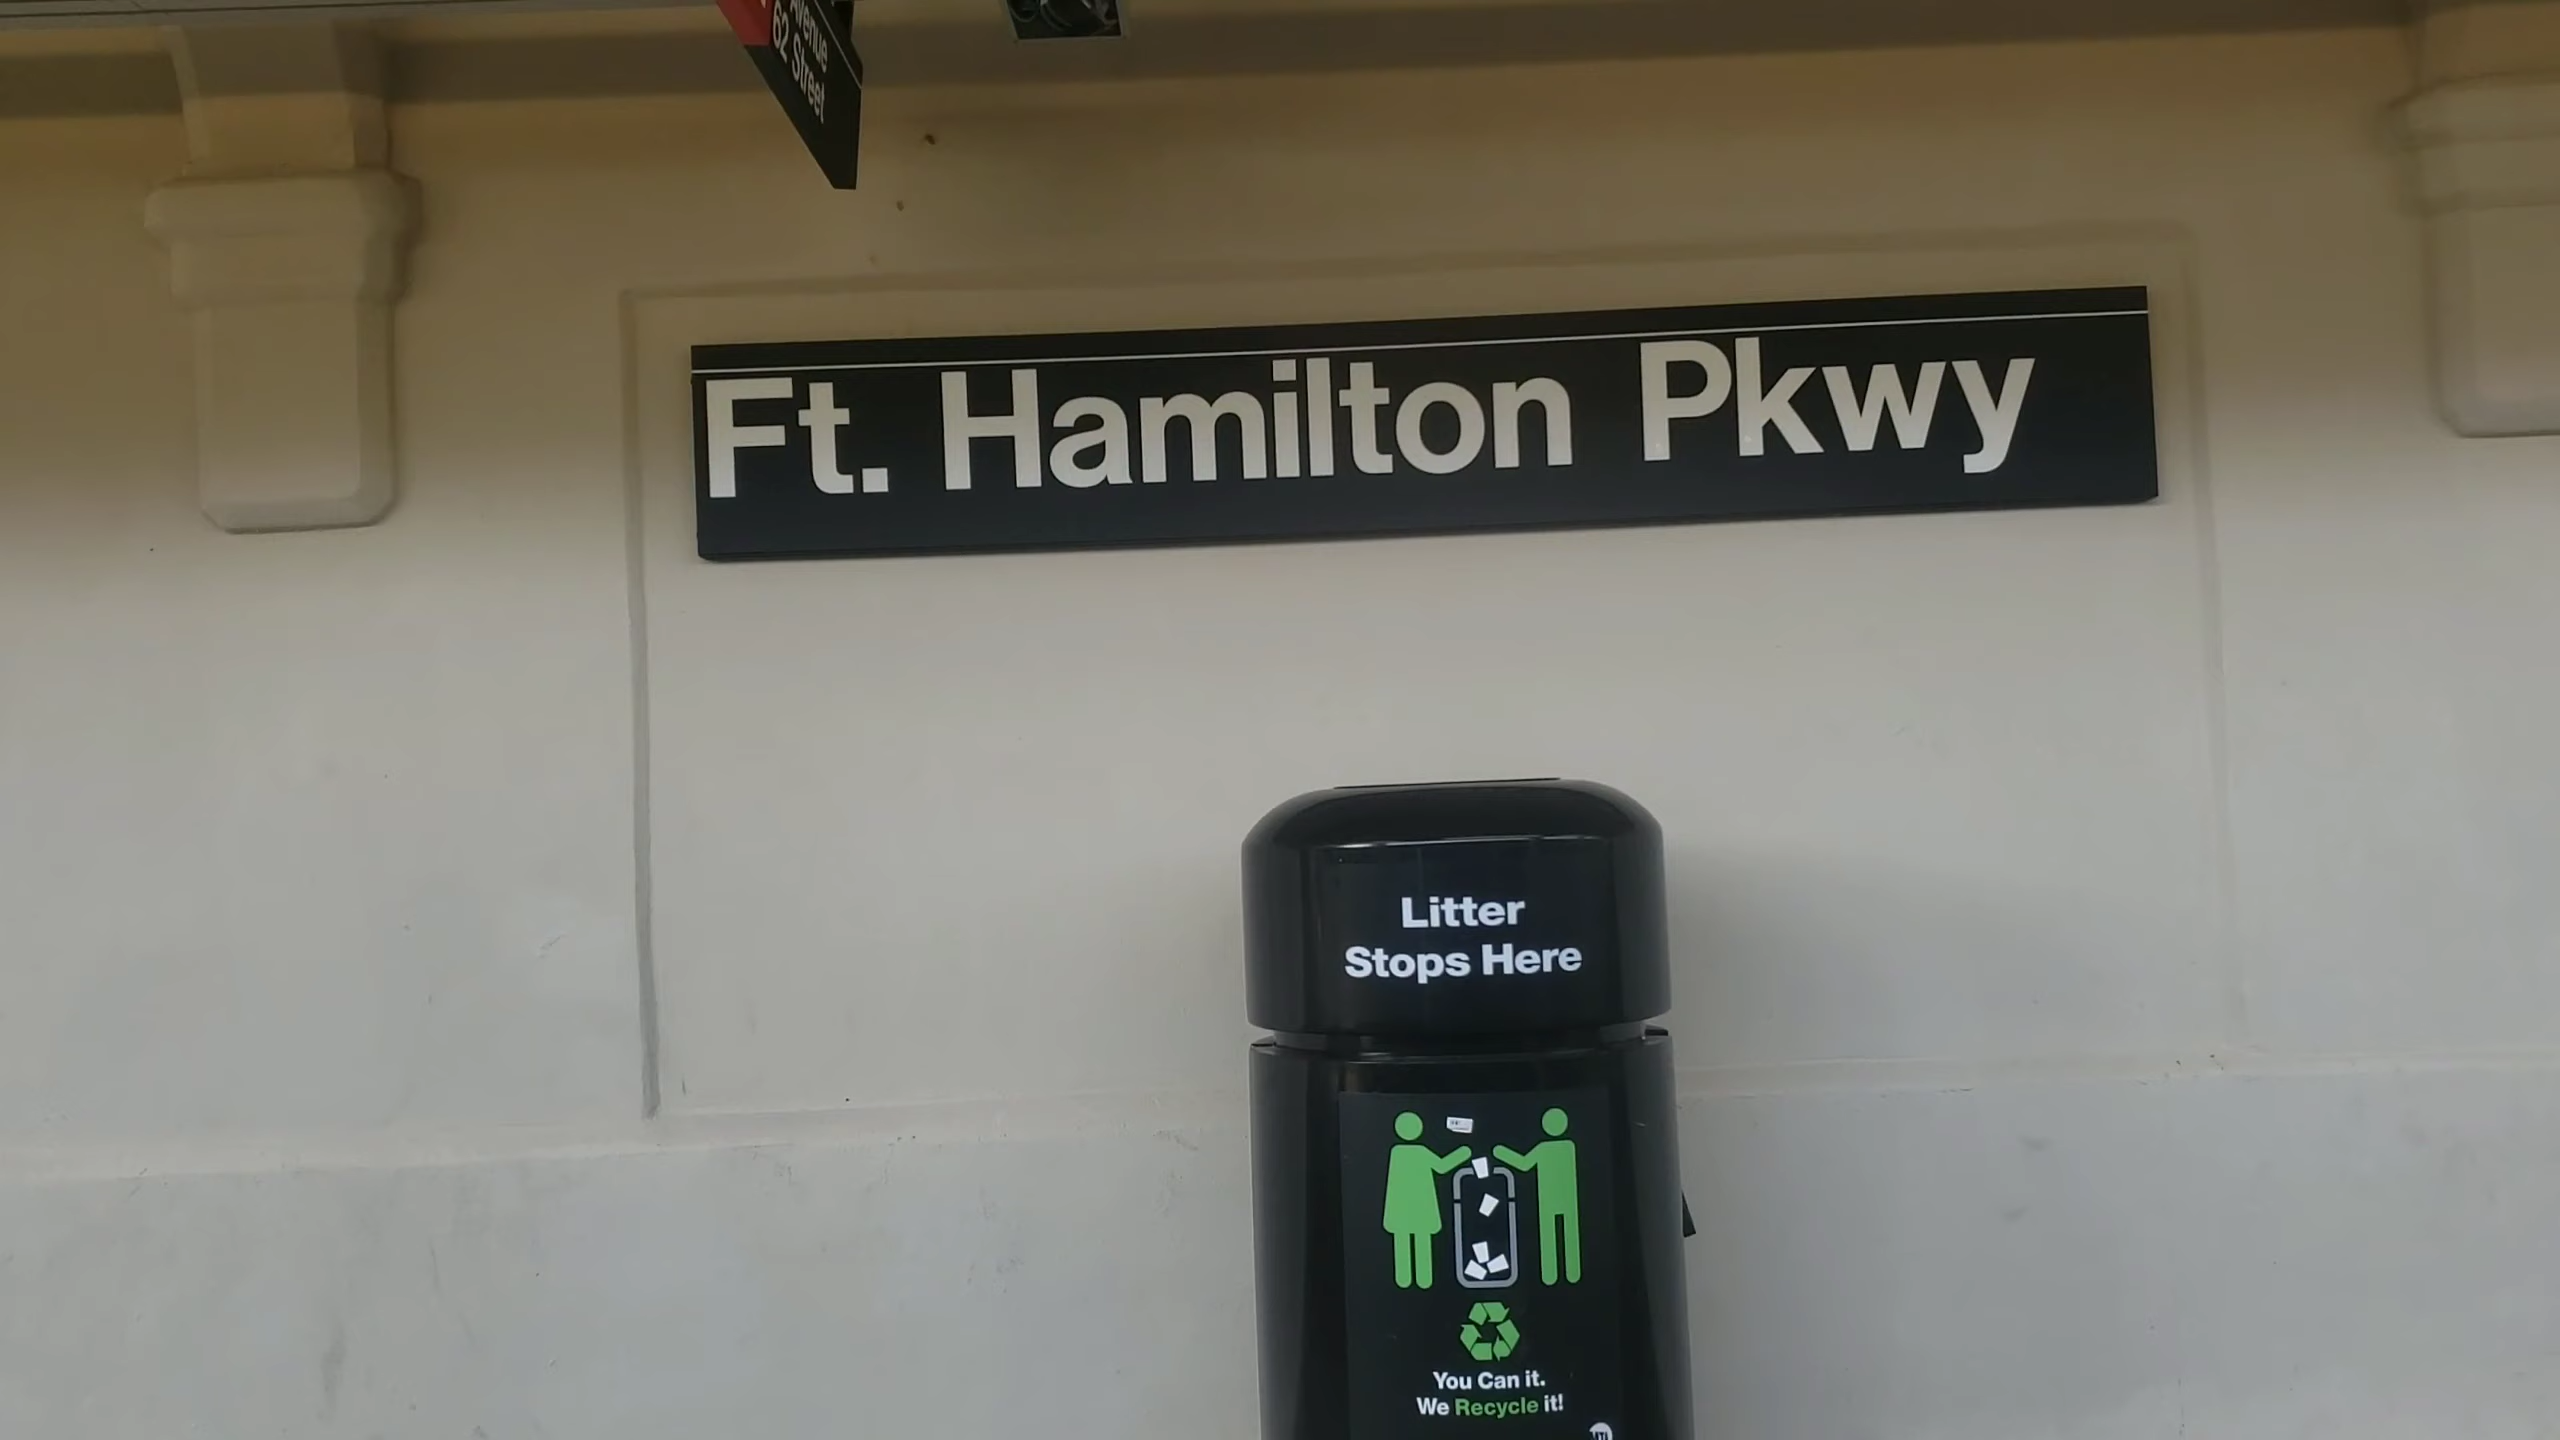 Avenue
62 Street
Ft. Hamilton Pkwy
Litter
Stops Here
You Can it.
We Recycle it!